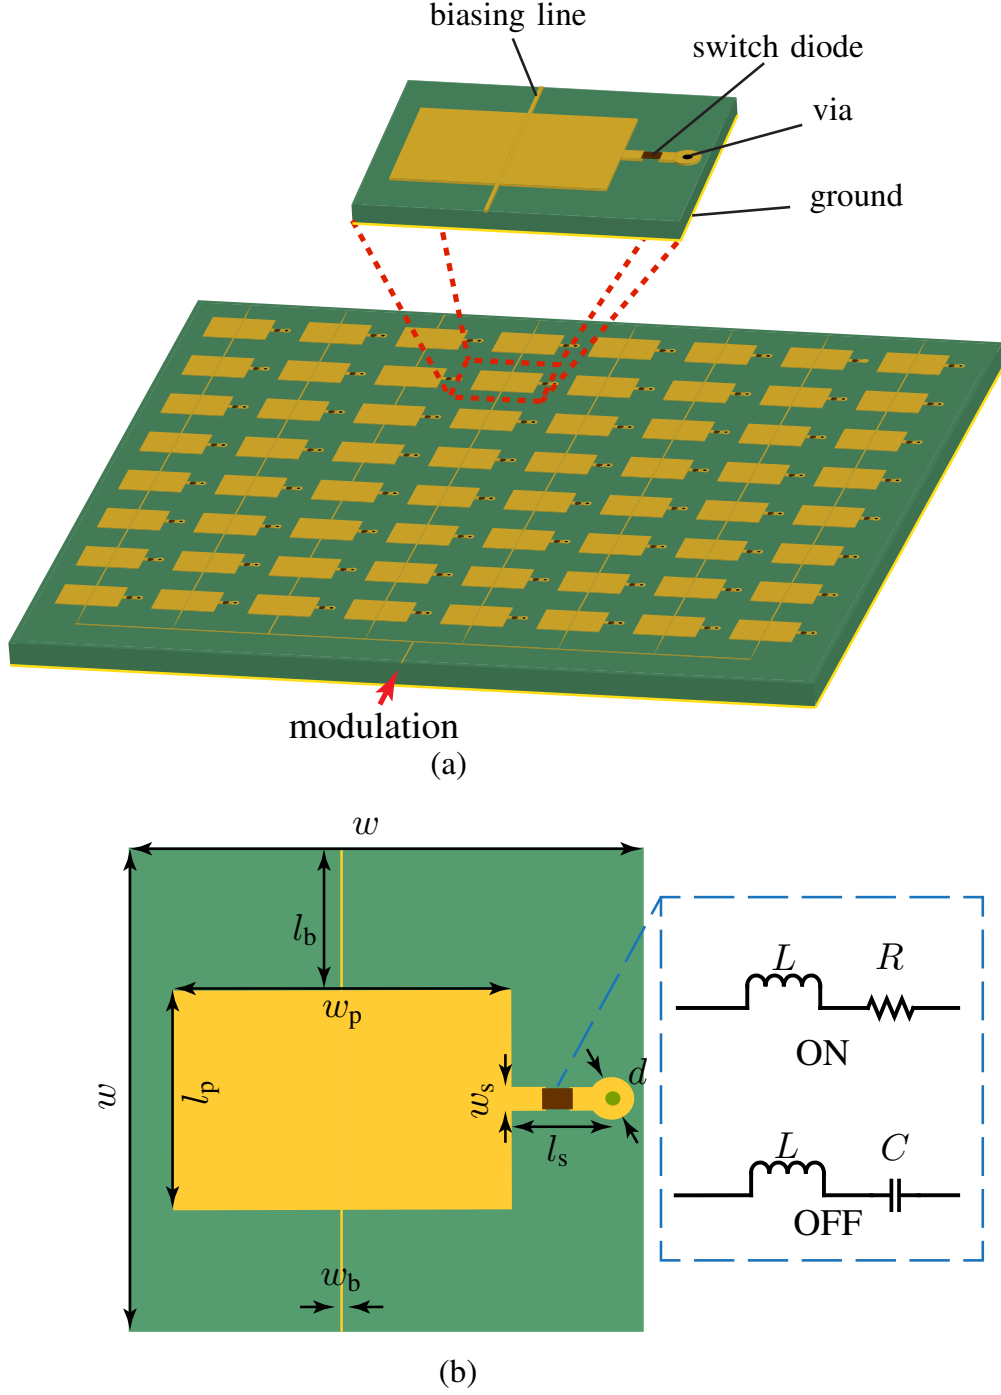 biasing line
switch diode
via
ground
modulation
(a)
w
w
l_b
w_p
l_p
w_s
d
l_s
w_b
L R
ON
L C
OFF
(b)